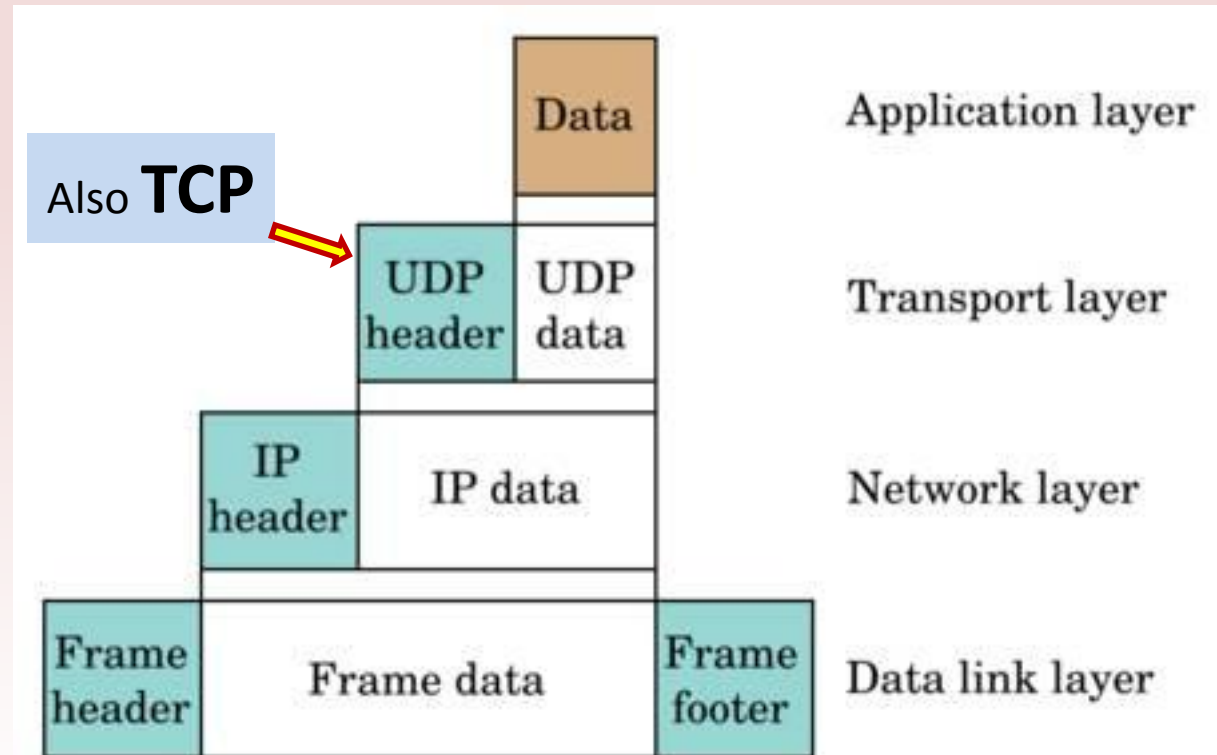 Data
Application layer
Also TCP
UDP
header
UDP
data
Transport layer
IP
header
IP data
Network layer
Frame
header
Frame data
Frame
footer
Data link layer